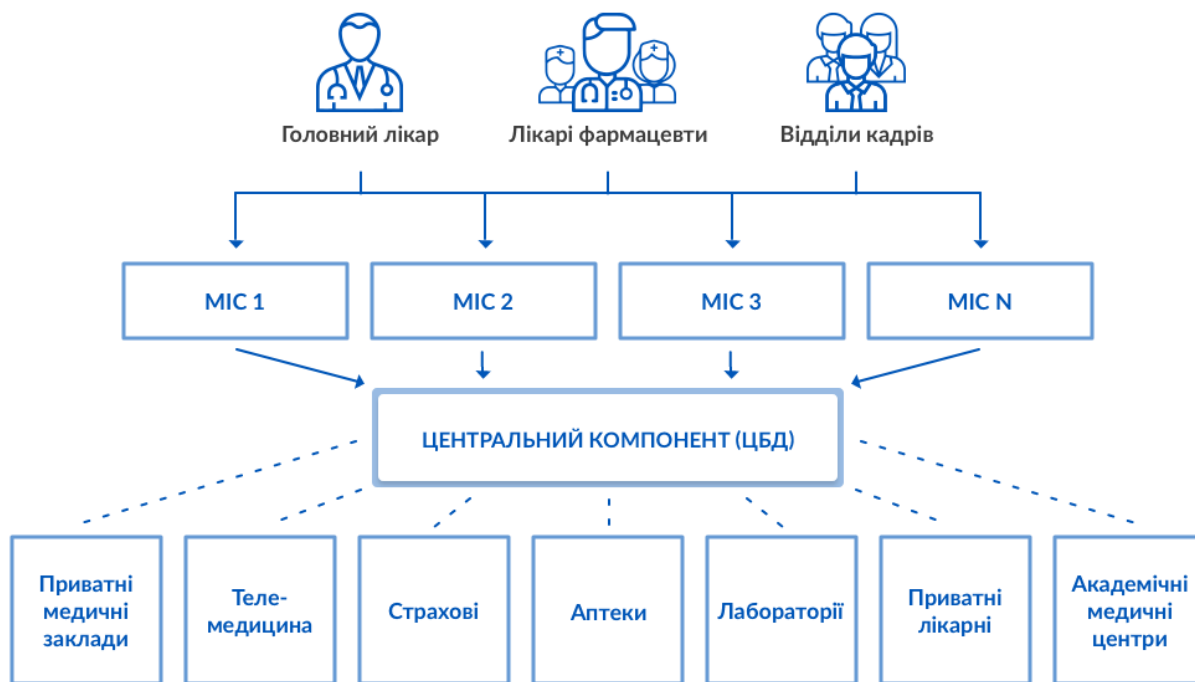 Головний лікар
Лікарі фармацевти
Відділи кадрів
МІС 1
МІС 2
МІС 3
МІС N
ЦЕНТРАЛЬНИЙ КОМПОНЕНТ (ЦБД)
Приватні
медичні
заклади
Теле-
медицина
Страхові
Аптеки
Лабораторії
Приватні
лікарні
Академічні
медичні
центри